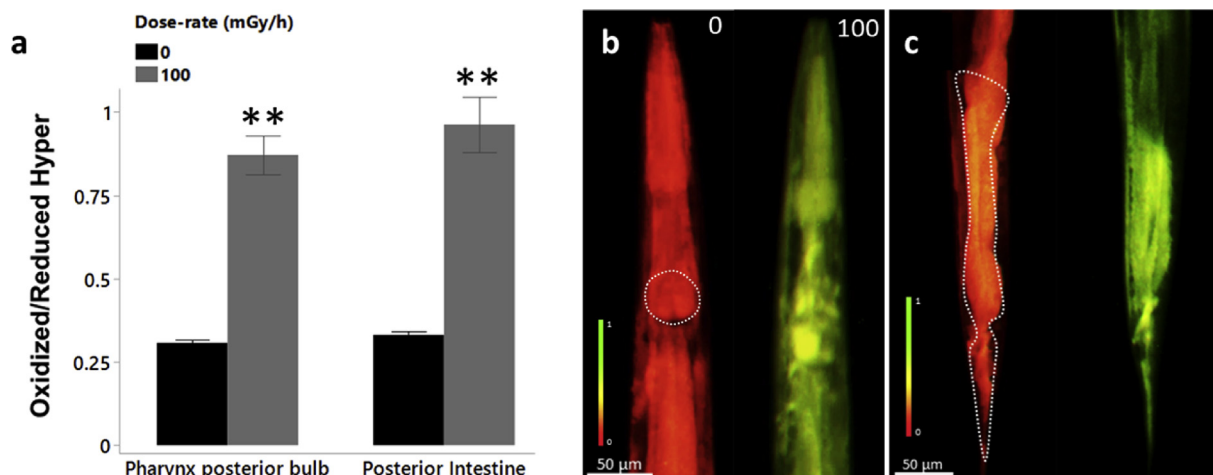 a
Dose-rate (mGy/h)
0
100
**
**
Oxidized/Reduced Hyper
1
0.75
0.5
0.25
0
Pharynx posterior bulb
Posterior Intestine
b
0
100
1
0
50 µm
c
1
0
50 µm